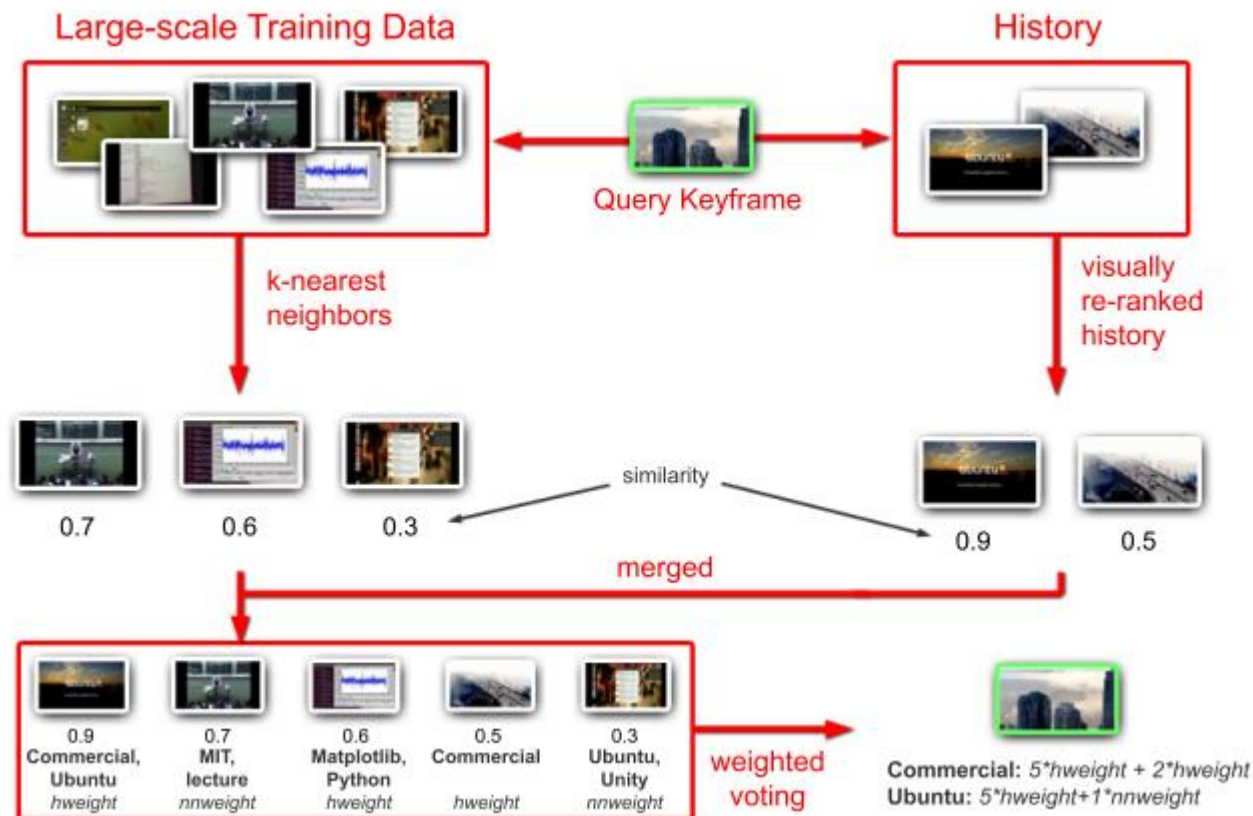 Large-scale Training Data
History
ubuntu
Query Keyframe
k-nearest
neighbors
visually
re-ranked
history
ubuntu
similarity
0.7
0.6
0.3
0.9
0.5
merged
0.9
Commercial,
Ubuntu
hweight
0.7
MIT,
lecture
nnweight
0.6
Matplotlib,
Python
hweight
0.5
Commercial
hweight
0.3
Ubuntu,
Unity
nnweight
weighted
voting
Commercial: 5*hweight + 2*hweight
Ubuntu: 5*hweight+1*nnweight